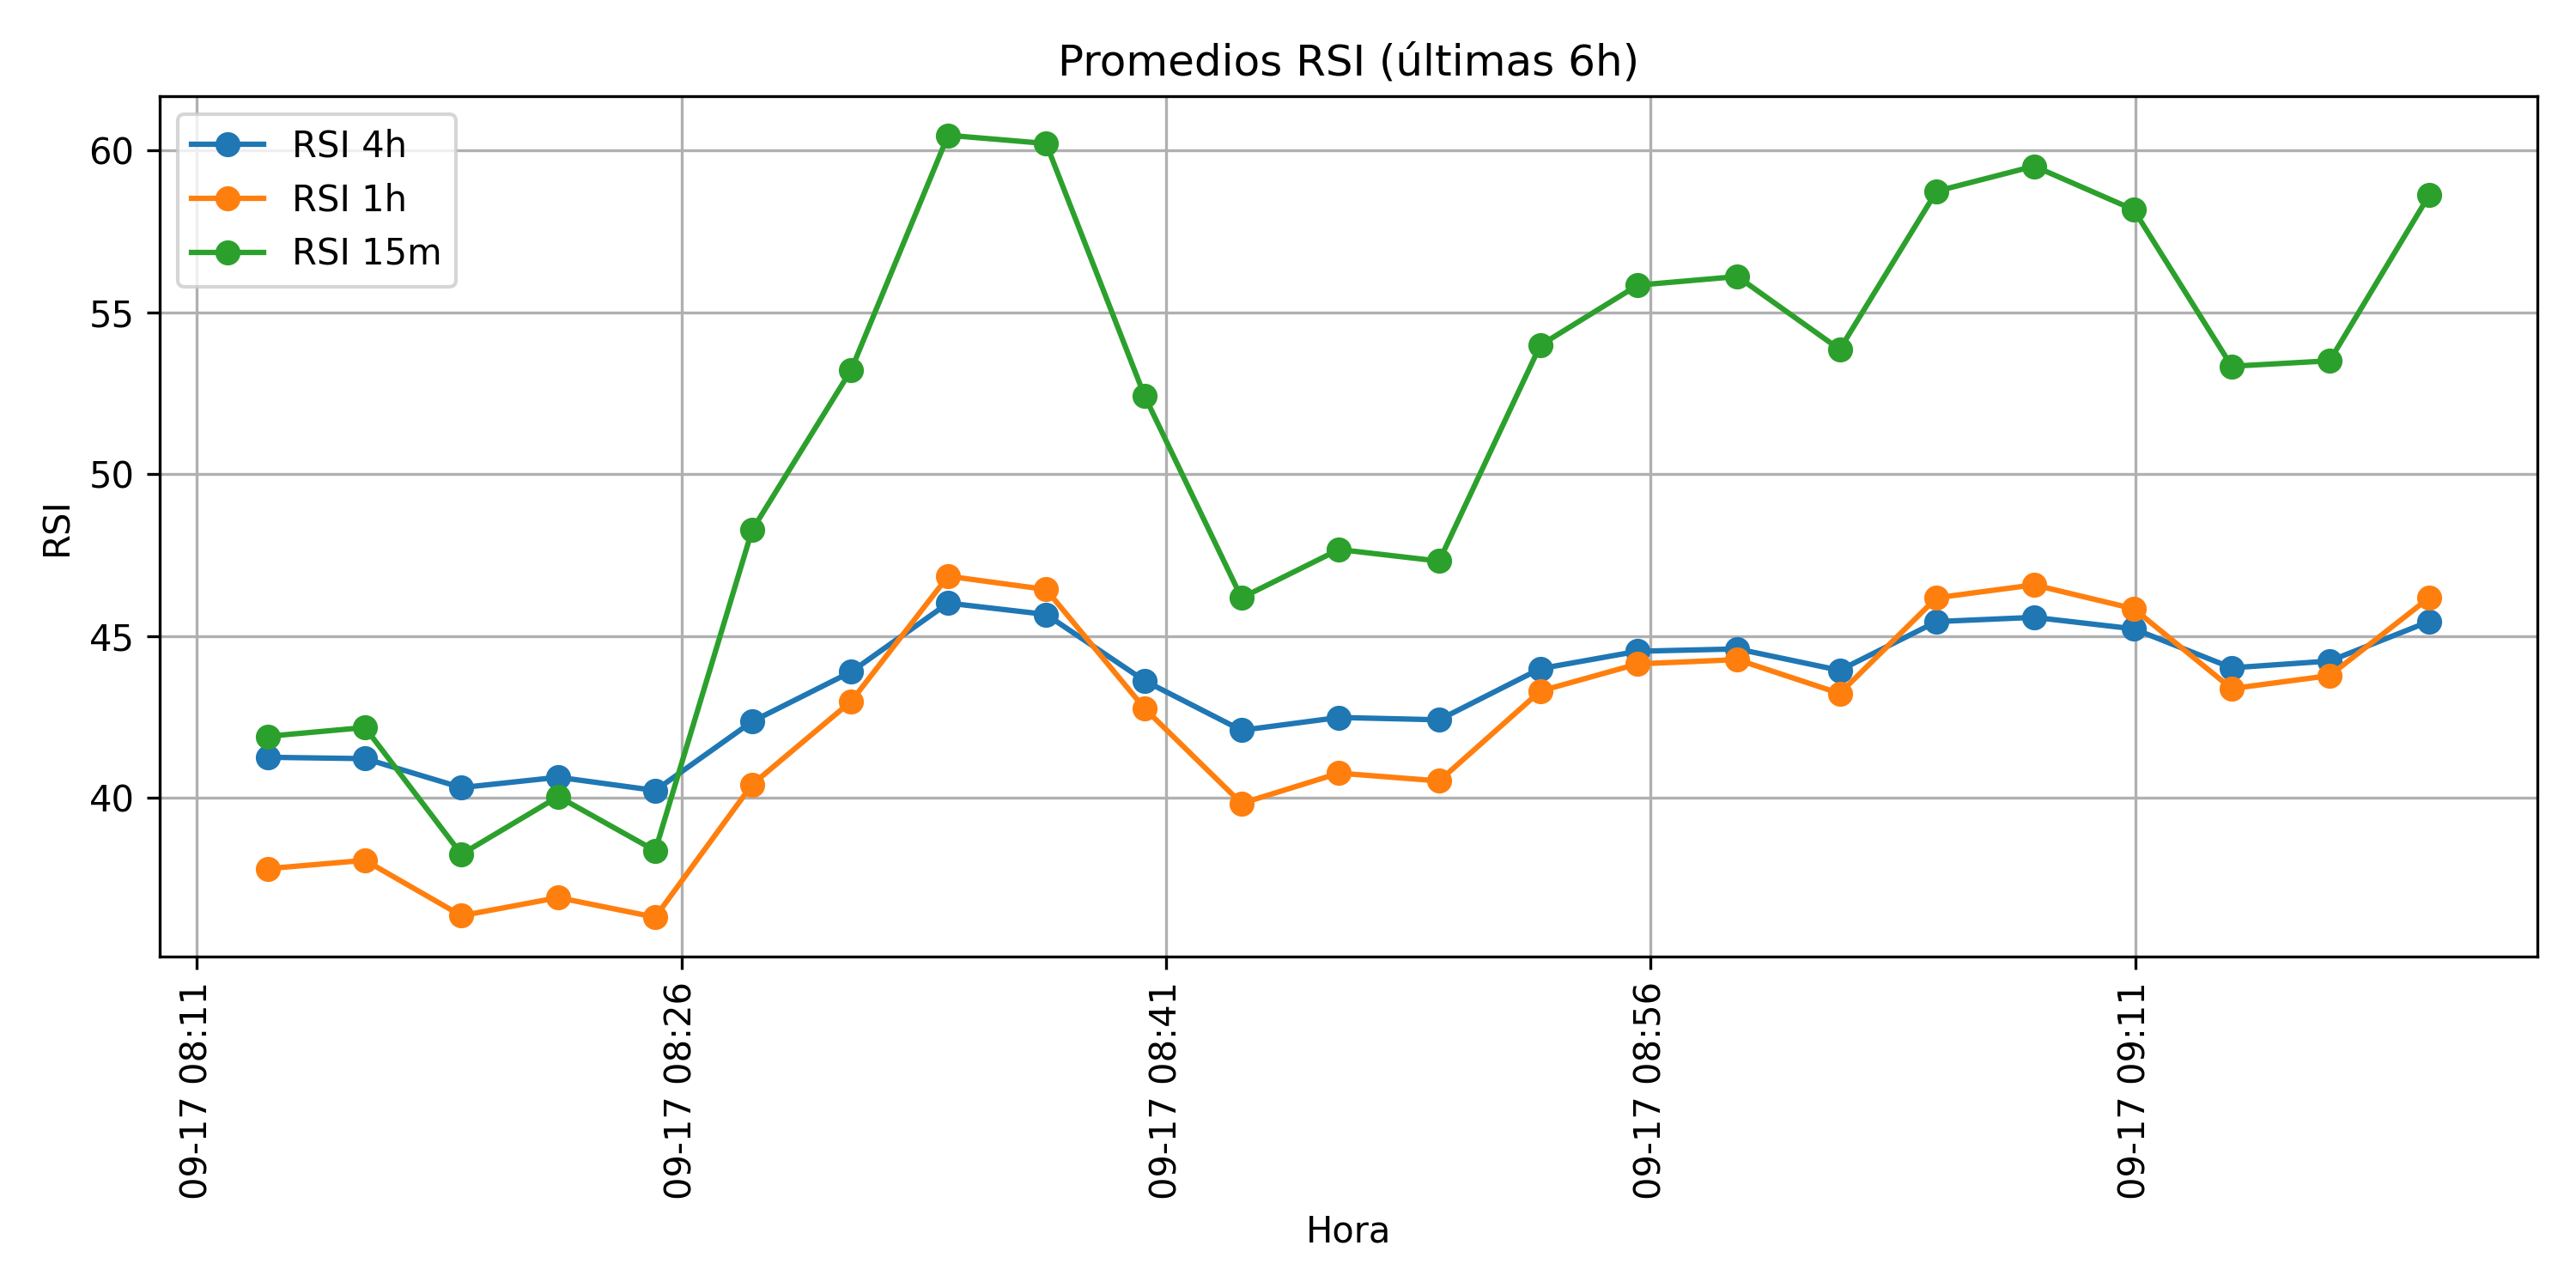 Promedios RSI (últimas 6h)
RSI 4h
RSI 1h
RSI 15m
60
55
50
45
40
RSI
09-17 08:11
09-17 08:26
09-17 08:41
09-17 08:56
09-17 09:11
Hora